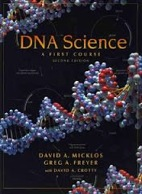 DNA Science
A FIRST COURSE
SECOND EDITION
DAVID A. MICKLOS
GREG A. FREYER
WITH DAVID A. CROTTY